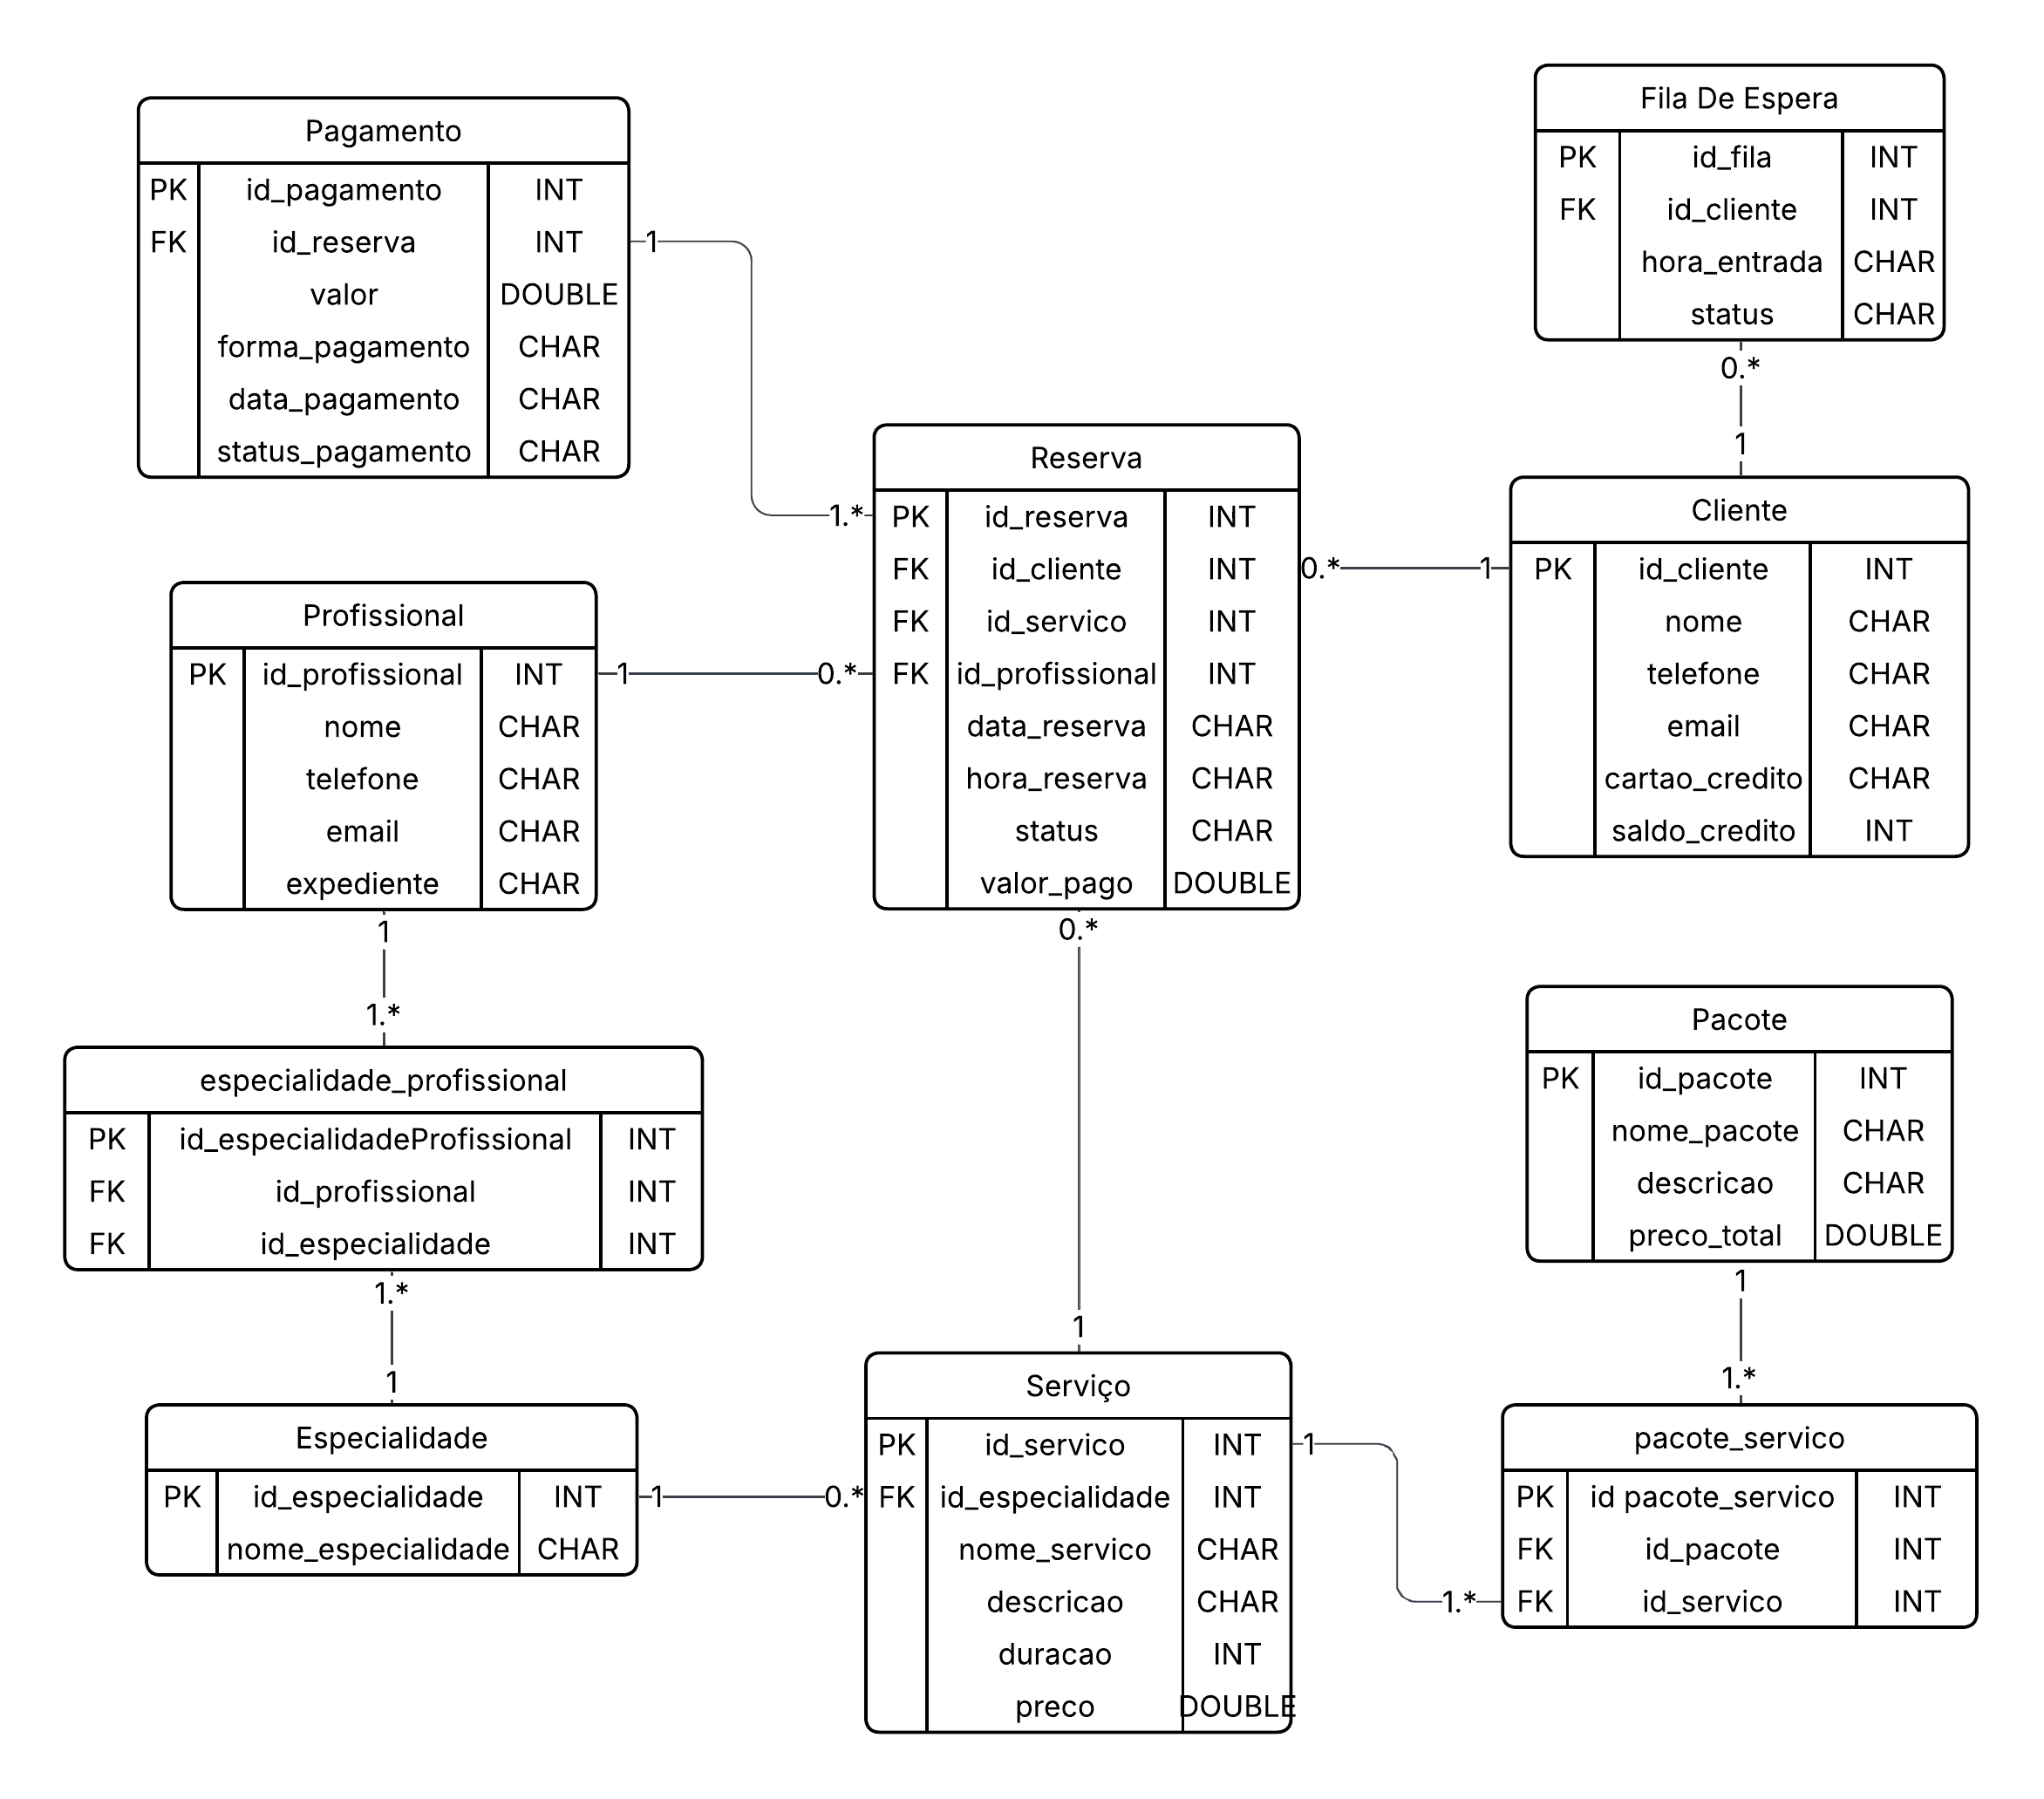 Pagamento
PK id_pagamento INT
FK id_reserva INT
valor DOUBLE
forma_pagamento CHAR
data_pagamento CHAR
status_pagamento CHAR
1
1.*
Fila De Espera
PK id_fila INT
FK id_cliente INT
hora_entrada CHAR
status CHAR
0.*
1
Reserva
PK id_reserva INT
FK id_cliente INT
FK id_servico INT
FK id_profissional INT
data_reserva CHAR
hora_reserva CHAR
status CHAR
valor_pago DOUBLE
0.* 1
Cliente
PK id_cliente INT
nome CHAR
telefone CHAR
email CHAR
cartao_credito CHAR
saldo_credito INT
Profissional
PK id_profissional INT
nome CHAR
telefone CHAR
email CHAR
expediente CHAR
1 0.*
1
1.*
0.*
1
especialidade_profissional
PK id_especialidadeProfissional INT
FK id_profissional INT
FK id_especialidade INT
1.*
1
Pacote
PK id_pacote INT
nome_pacote CHAR
descricao CHAR
preco_total DOUBLE
1
1.*
Especialidade
PK id_especialidade INT
nome_especialidade CHAR
1 0.*
Serviço
PK id_servico INT
FK id_especialidade INT
nome_servico CHAR
descricao CHAR
duracao INT
preco DOUBLE
1
1.*
pacote_servico
PK id pacote_servico INT
FK id_pacote INT
FK id_servico INT